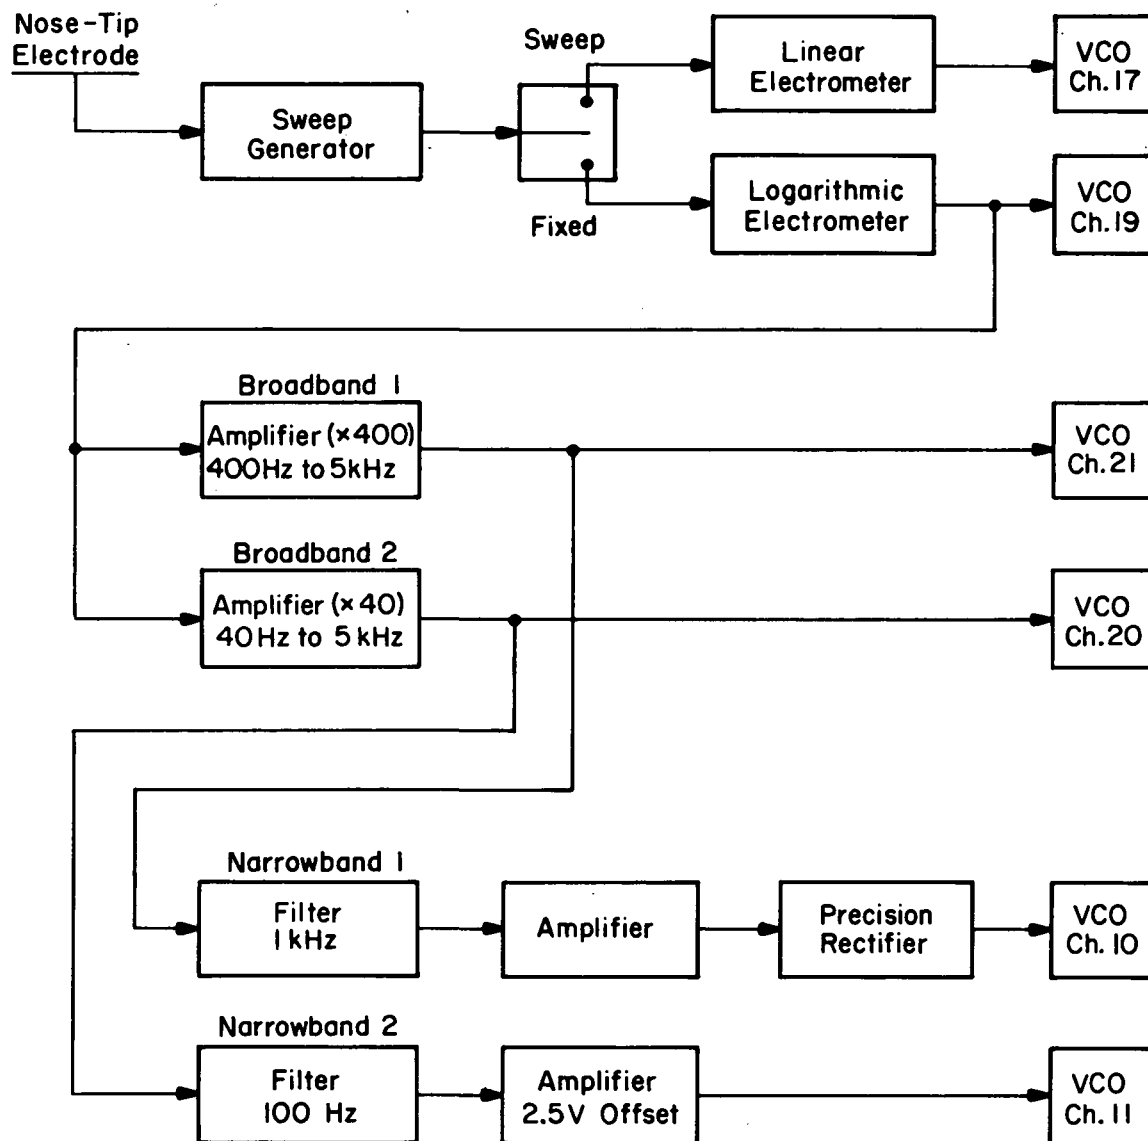 Nose-Tip
Electrode
Sweep
Generator
Sweep
Fixed
Linear
Electrometer
VCO
Ch.17
Logarithmic
Electrometer
VCO
Ch.19
Broadband 1
Amplifier (×400)
400Hz to 5kHz
VCO
Ch.21
Broadband 2
Amplifier (×40)
40Hz to 5kHz
VCO
Ch.20
Narrowband 1
Filter
1kHz
Amplifier
Precision
Rectifier
VCO
Ch.10
Narrowband 2
Filter
100 Hz
Amplifier
2.5V Offset
VCO
Ch.11